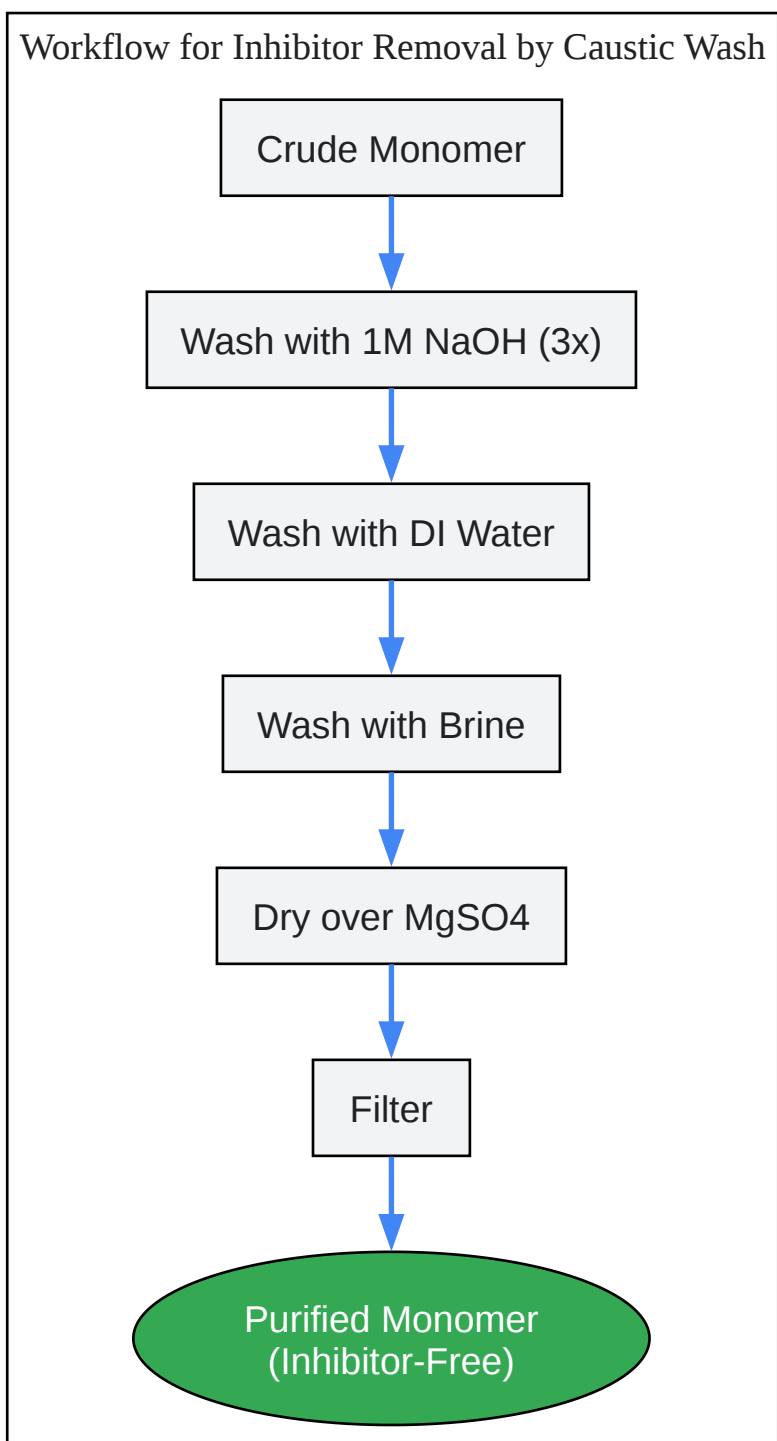 Workflow for Inhibitor Removal by Caustic Wash
Crude Monomer
Wash with 1M NaOH (3x)
Wash with DI Water
Wash with Brine
Dry over MgSO4
Filter
Purified Monomer
(Inhibitor-Free)